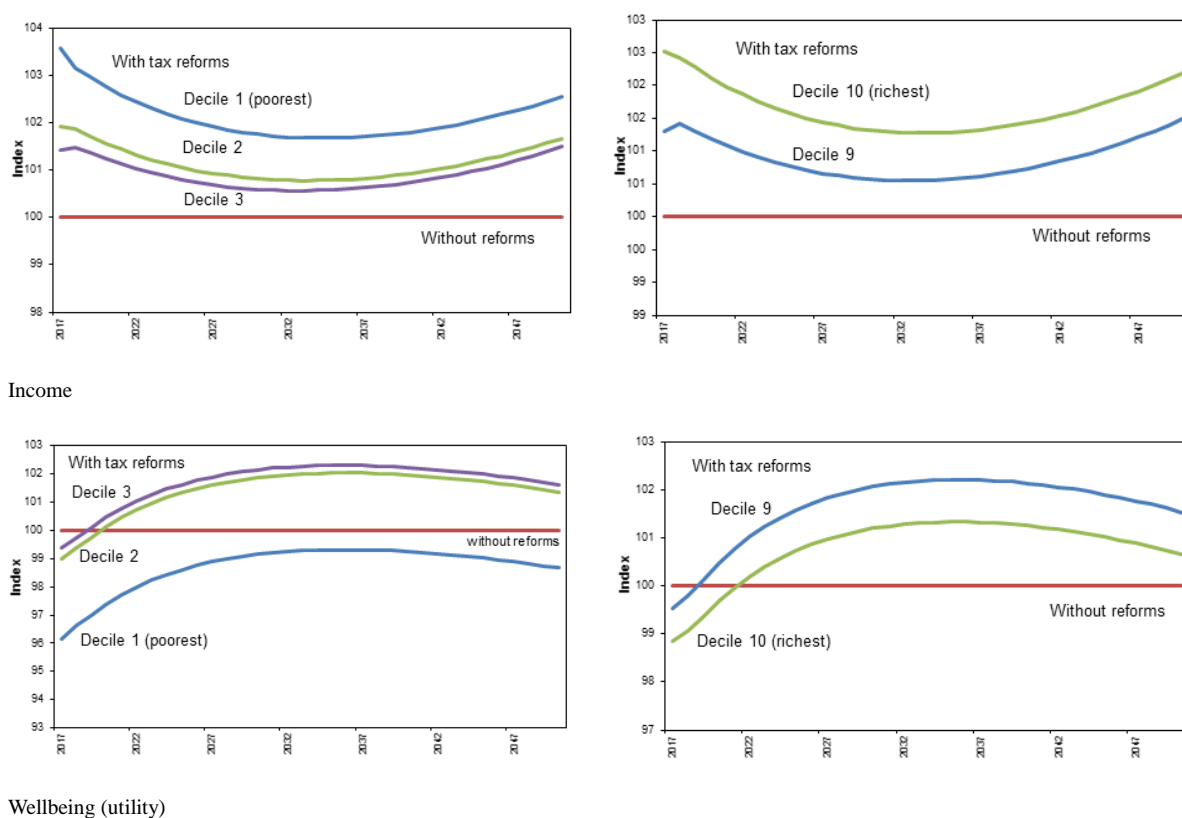 104
103
103
102
102
101
101
100
100
99
99
98
Index
With tax reforms
Decile 1 (poorest)
Decile 2
Decile 3
Without reforms
2017
2022
2027
2032
2037
2042
2047
103
103
102
102
101
101
100
100
99
99
Index
With tax reforms
Decile 10 (richest)
Decile 9
Without reforms
2017
2022
2027
2032
2037
2042
2047
Income
103
102
101
100
99
98
97
96
95
94
93
Index
With tax reforms
Decile 3
without reforms
Decile 2
Decile 1 (poorest)
2017
2022
2027
2032
2037
2042
2047
103
102
101
100
99
98
97
Index
With tax reforms
Decile 9
Without reforms
Decile 10 (richest)
2017
2022
2027
2032
2037
2042
2047
Wellbeing (utility)